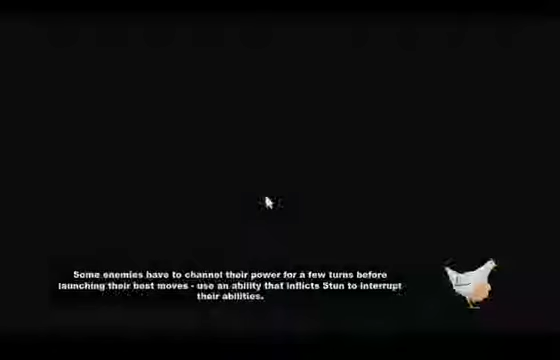 Some enemies have to channel their power for a few turns before
launching their best moves - use an ability that inflicts Stun to interrupt
their abilities.